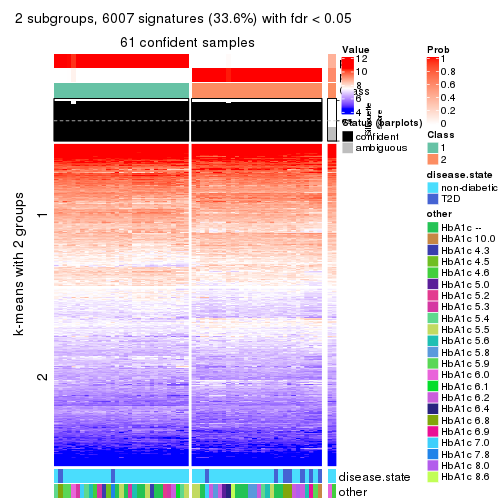 2 subgroups, 6007 signatures (33.6%) with fdr < 0.05
61 confident samples
k-means with 2 groups
1
2
Value
12
10
8
6
4
Status (barplots)
confident
ambiguous
Prob
1
0.8
0.6
0.4
0.2
0
Class
1
2
disease.state
non-diabetic
T2D
other
HbA1c --
HbA1c 10.0
HbA1c 4.3
HbA1c 4.5
HbA1c 4.6
HbA1c 5.0
HbA1c 5.2
HbA1c 5.3
HbA1c 5.4
HbA1c 5.5
HbA1c 5.6
HbA1c 5.8
HbA1c 5.9
HbA1c 6.0
HbA1c 6.1
HbA1c 6.2
HbA1c 6.4
HbA1c 6.8
HbA1c 6.9
HbA1c 7.0
HbA1c 7.8
HbA1c 8.0
HbA1c 8.6
disease.state
other